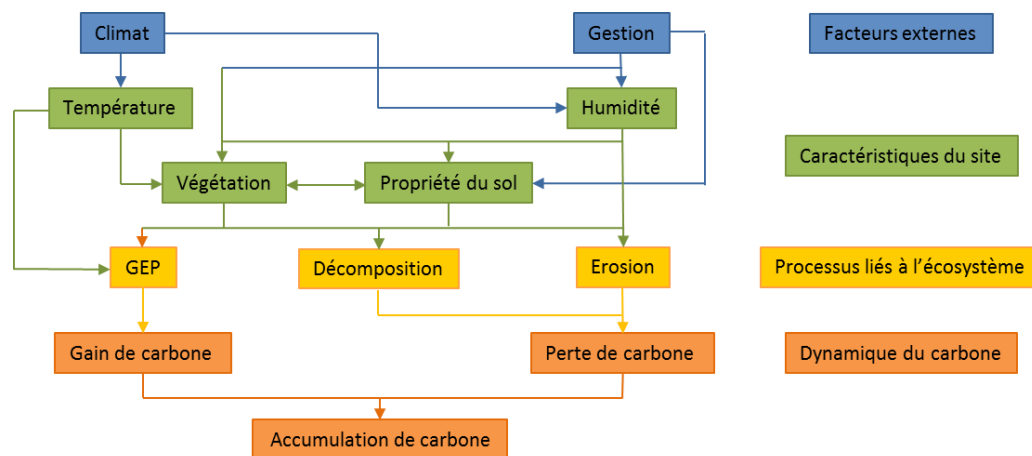 Climat
Gestion
Facteurs externes
Température
Humidité
Caractéristiques du site
Végétation
Propriété du sol
GEP
Décomposition
Erosion
Processus liés à l'écosystème
Gain de carbone
Perte de carbone
Dynamique du carbone
Accumulation de carbone